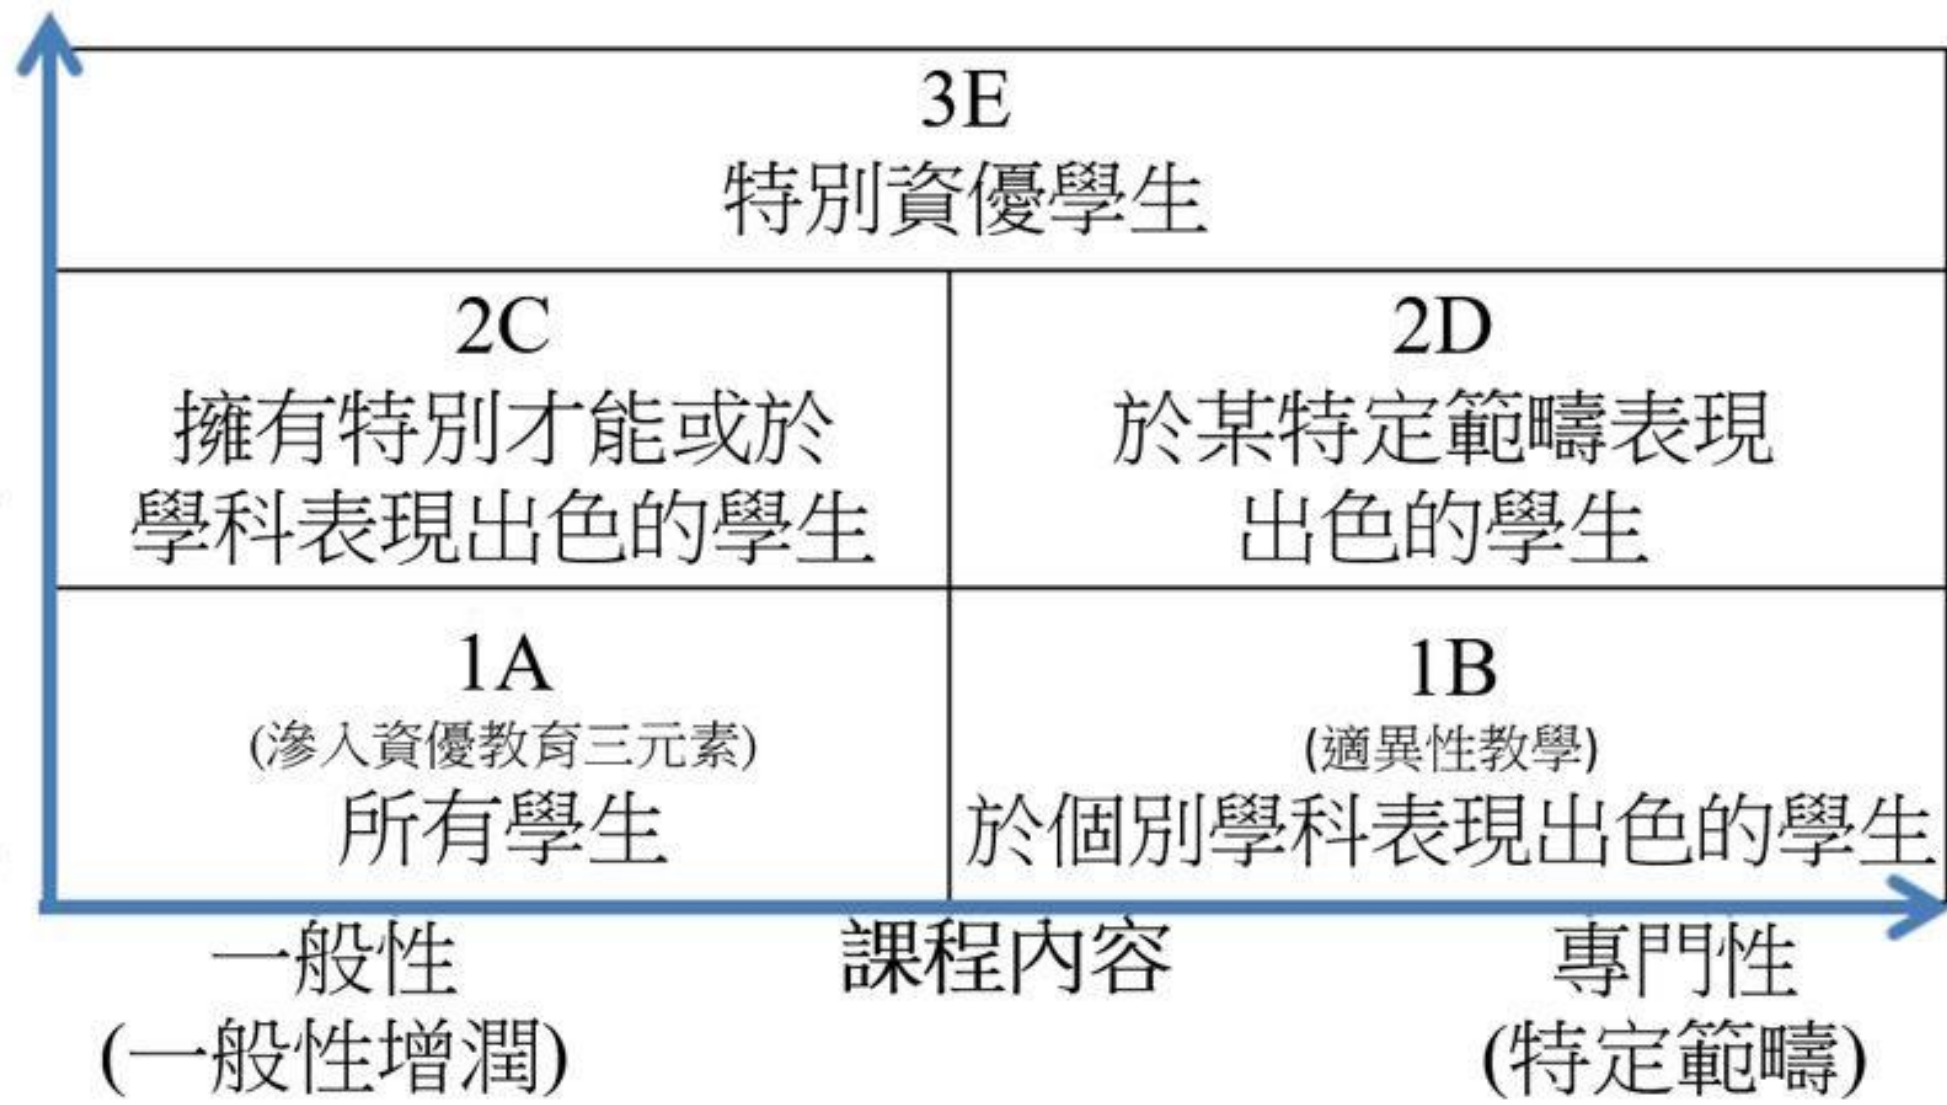 3E
特別資優學生
2C
擁有特別才能或於
學科表現出色的學生
2D
於某特定範疇表現
出色的學生
1A
(滲入資優教育三元素)
所有學生
1B
(適異性教學)
於個別學科表現出色的學生
一般性
(一般性增潤)
課程內容
專門性
(特定範疇)